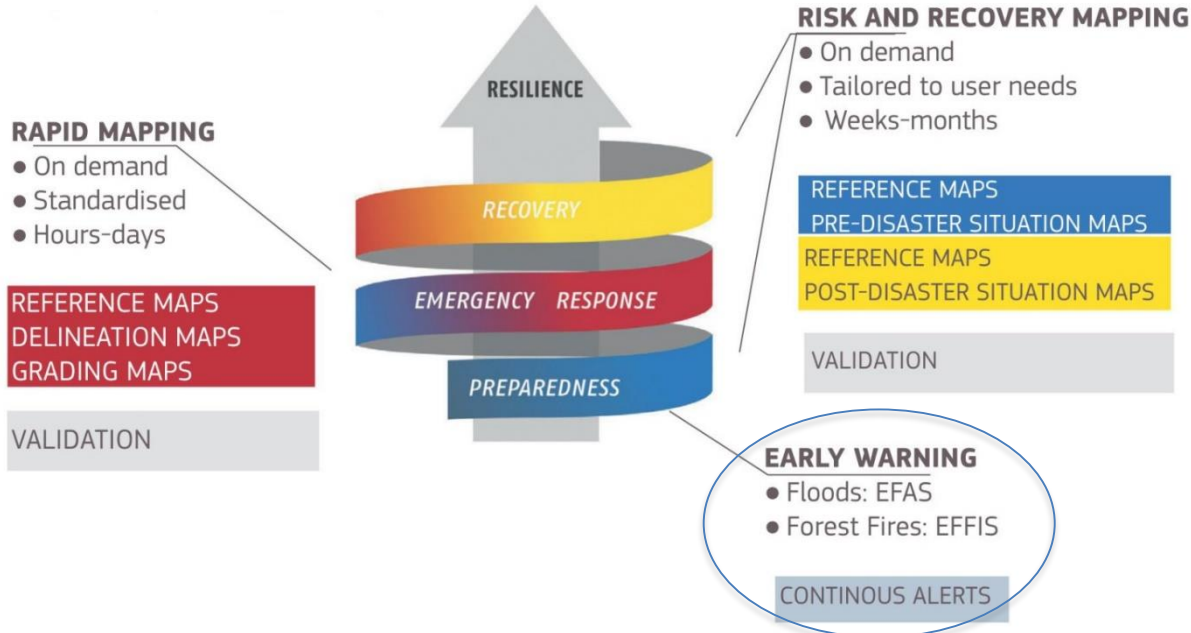 RISK AND RECOVERY MAPPING
● On demand
● Tailored to user needs
● Weeks-months
RESILIENCE
RAPID MAPPING
● On demand
● Standardised
● Hours-days
RECOVERY
REFERENCE MAPS
PRE-DISASTER SITUATION MAPS
REFERENCE MAPS
POST-DISASTER SITUATION MAPS
REFERENCE MAPS
DELINEATION MAPS
GRADING MAPS
EMERGENCY RESPONSE
VALIDATION
PREPAREDNESS
VALIDATION
EARLY WARNING
● Floods: EFAS
● Forest Fires: EFFIS
CONTINOUS ALERTS